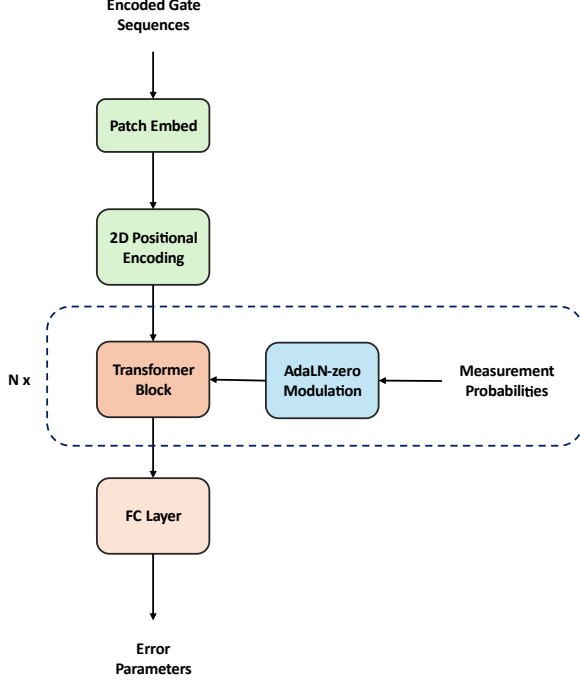 Encoded Gate
Sequences
Patch Embed
2D Positional
Encoding
N x
Transformer
Block
AdaLN-zero
Modulation
Measurement
Probabilities
FC Layer
Error
Parameters